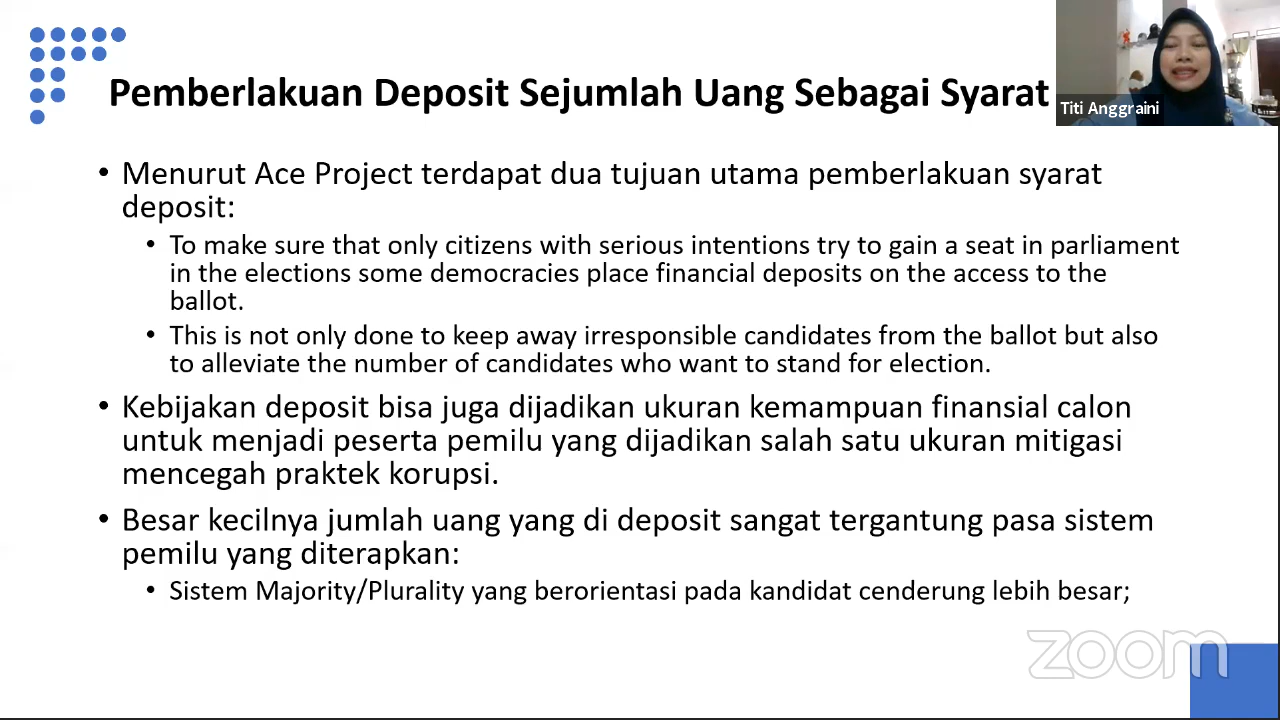 Pemberlakuan Deposit Sejumlah Uang Sebagai Syarat
Titi Anggraini
• Menurut Ace Project terdapat dua tujuan utama pemberlakuan syarat
deposit:
• To make sure that only citizens with serious intentions try to gain a seat in parliament
in the elections some democracies place financial deposits on the access to the
ballot.
• This is not only done to keep away irresponsible candidates from the ballot but also
to alleviate the number of candidates who want to stand for election.
• Kebijakan deposit bisa juga dijadikan ukuran kemampuan finansial calon
untuk menjadi peserta pemilu yang dijadikan salah satu ukuran mitigasi
mencegah praktek korupsi.
• Besar kecilnya jumlah uang yang di deposit sangat tergantung pasa sistem
pemilu yang diterapkan:
• Sistem Majority/Plurality yang berorientasi pada kandidat cenderung lebih besar;
zoom